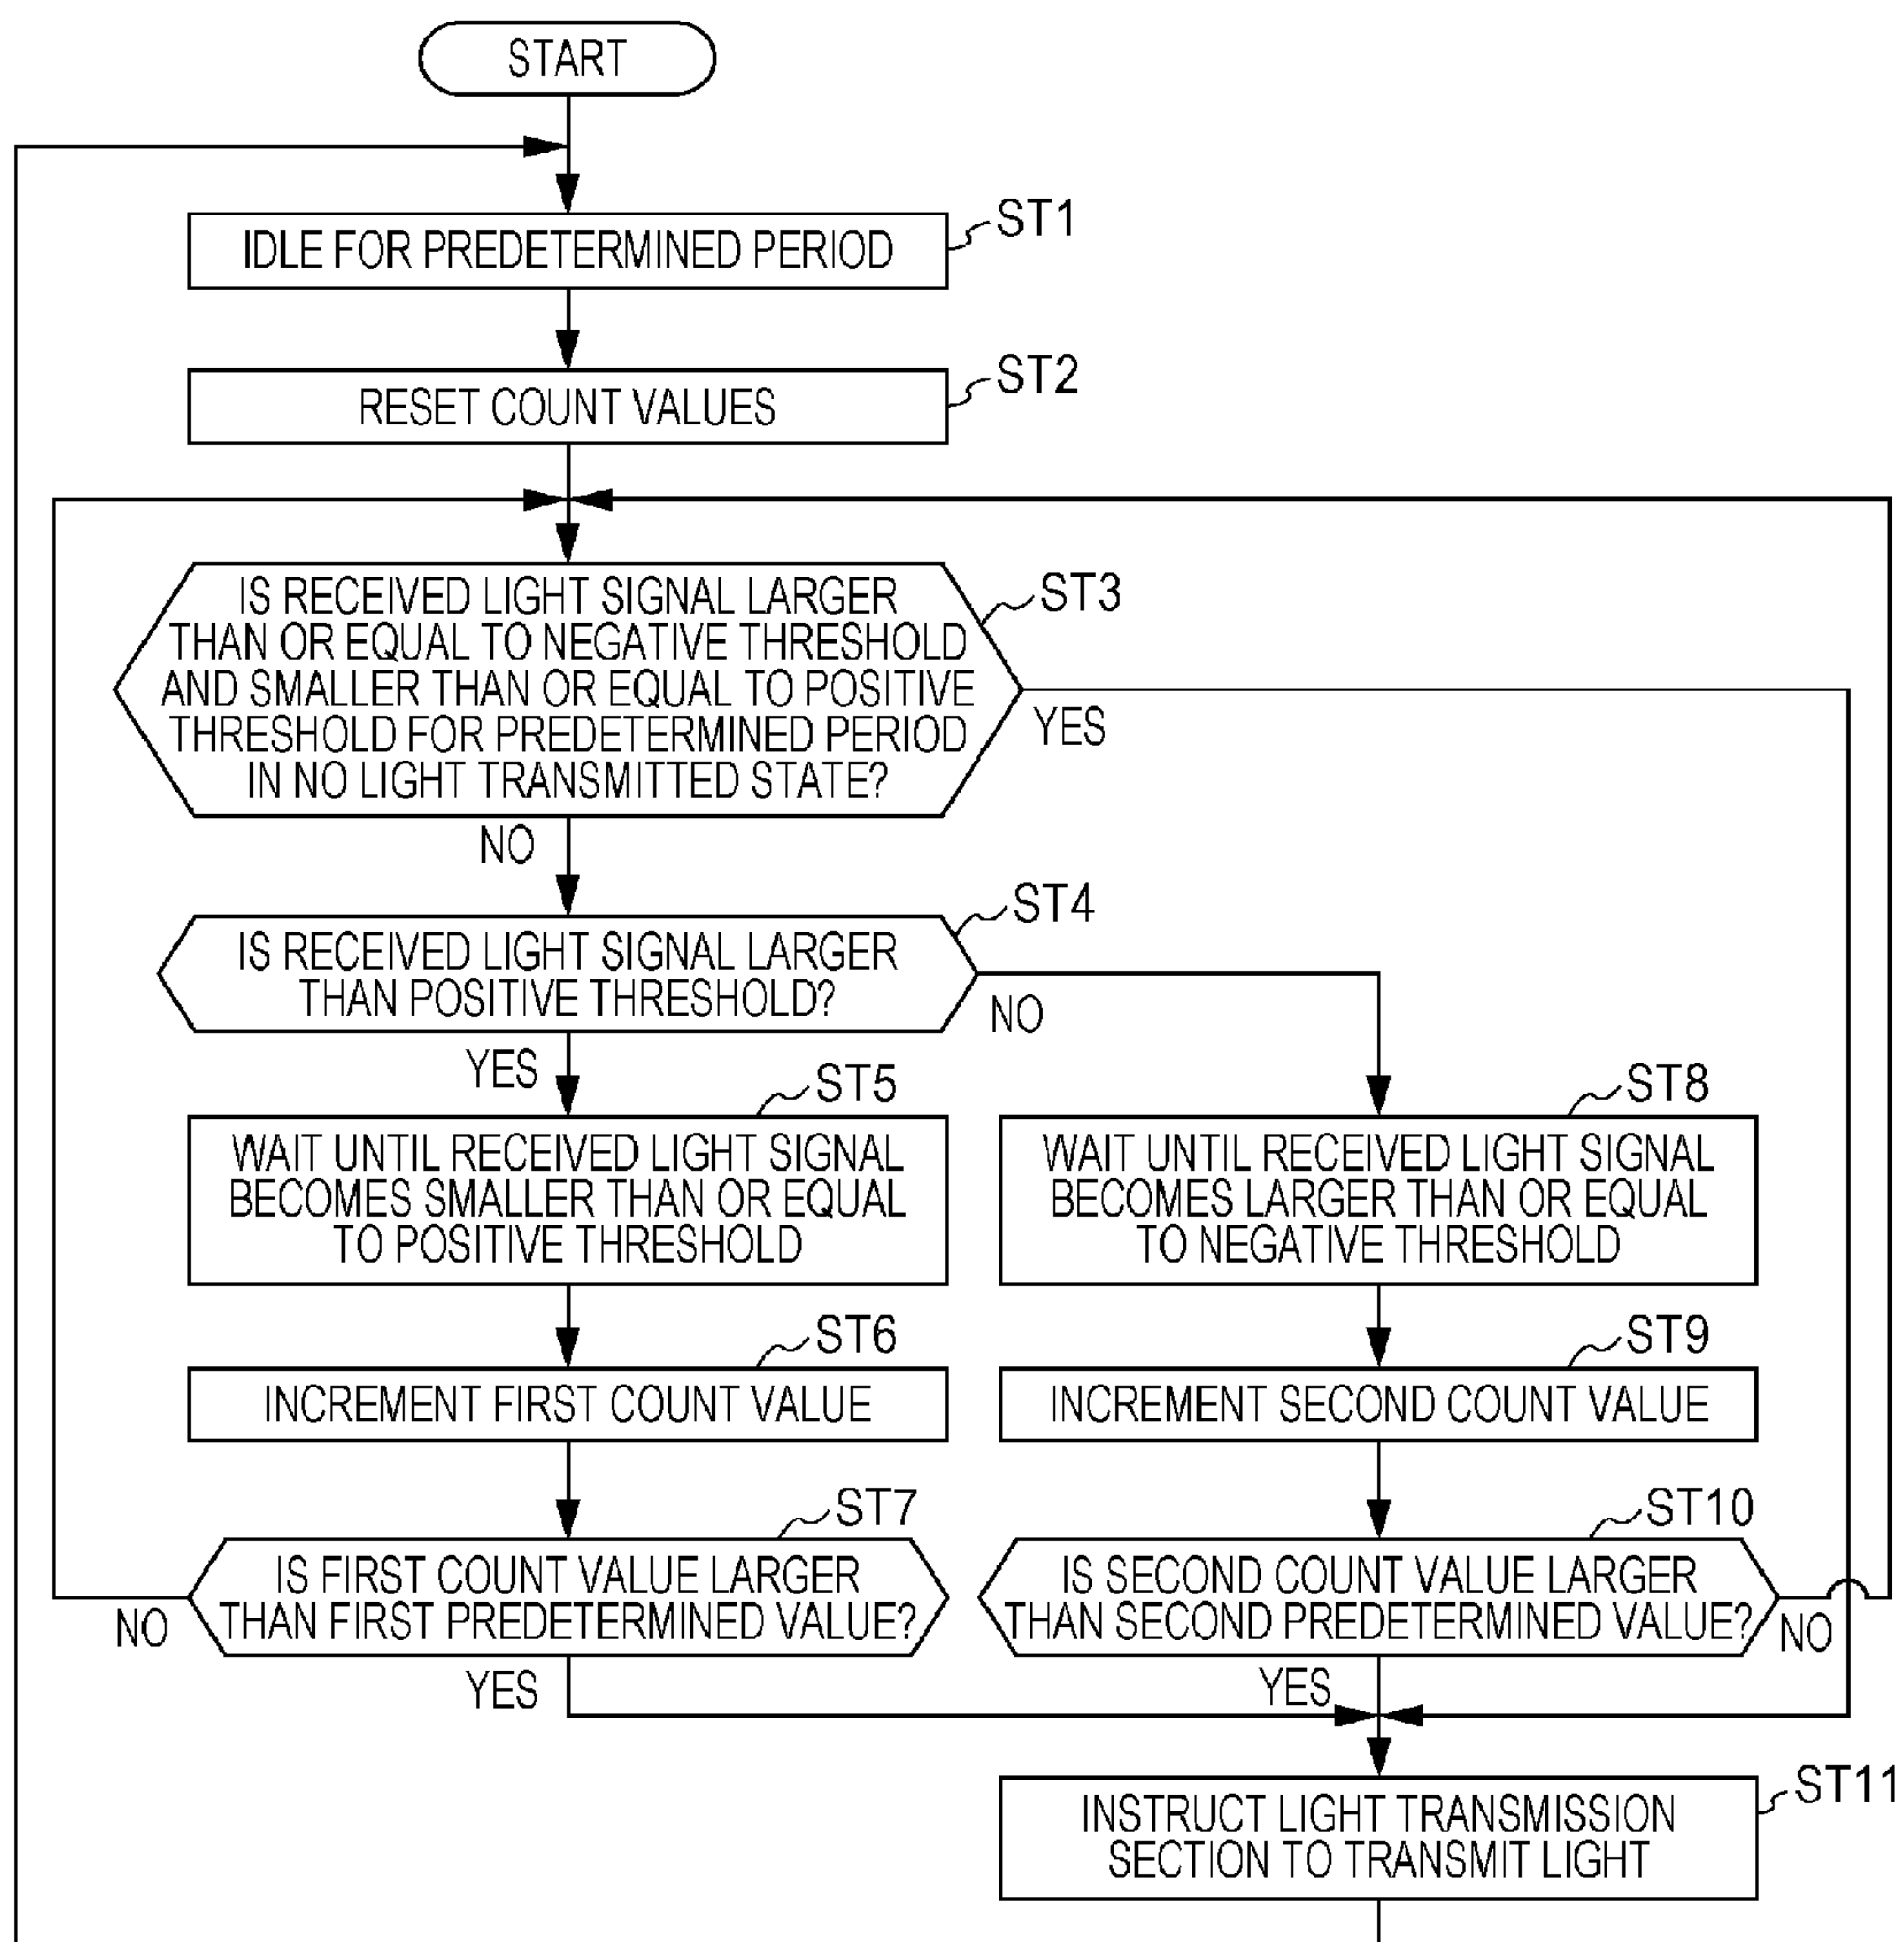 START
IDLE FOR PREDETERMINED PERIOD
ST1
RESET COUNT VALUES
ST2
IS RECEIVED LIGHT SIGNAL LARGER
THAN OR EQUAL TO NEGATIVE THRESHOLD
AND SMALLER THAN OR EQUAL TO POSITIVE
THRESHOLD FOR PREDETERMINED PERIOD
IN NO LIGHT TRANSMITTED STATE?
ST3
YES
NO
ST4
IS RECEIVED LIGHT SIGNAL LARGER
THAN POSITIVE THRESHOLD?
NO
YES
ST5
WAIT UNTIL RECEIVED LIGHT SIGNAL
BECOMES SMALLER THAN OR EQUAL
TO POSITIVE THRESHOLD
ST8
WAIT UNTIL RECEIVED LIGHT SIGNAL
BECOMES LARGER THAN OR EQUAL
TO NEGATIVE THRESHOLD
ST6
INCREMENT FIRST COUNT VALUE
ST9
INCREMENT SECOND COUNT VALUE
ST7
IS FIRST COUNT VALUE LARGER
THAN FIRST PREDETERMINED VALUE?
NO
YES
ST10
IS SECOND COUNT VALUE LARGER
THAN SECOND PREDETERMINED VALUE?
NO
YES
ST11
INSTRUCT LIGHT TRANSMISSION
SECTION TO TRANSMIT LIGHT